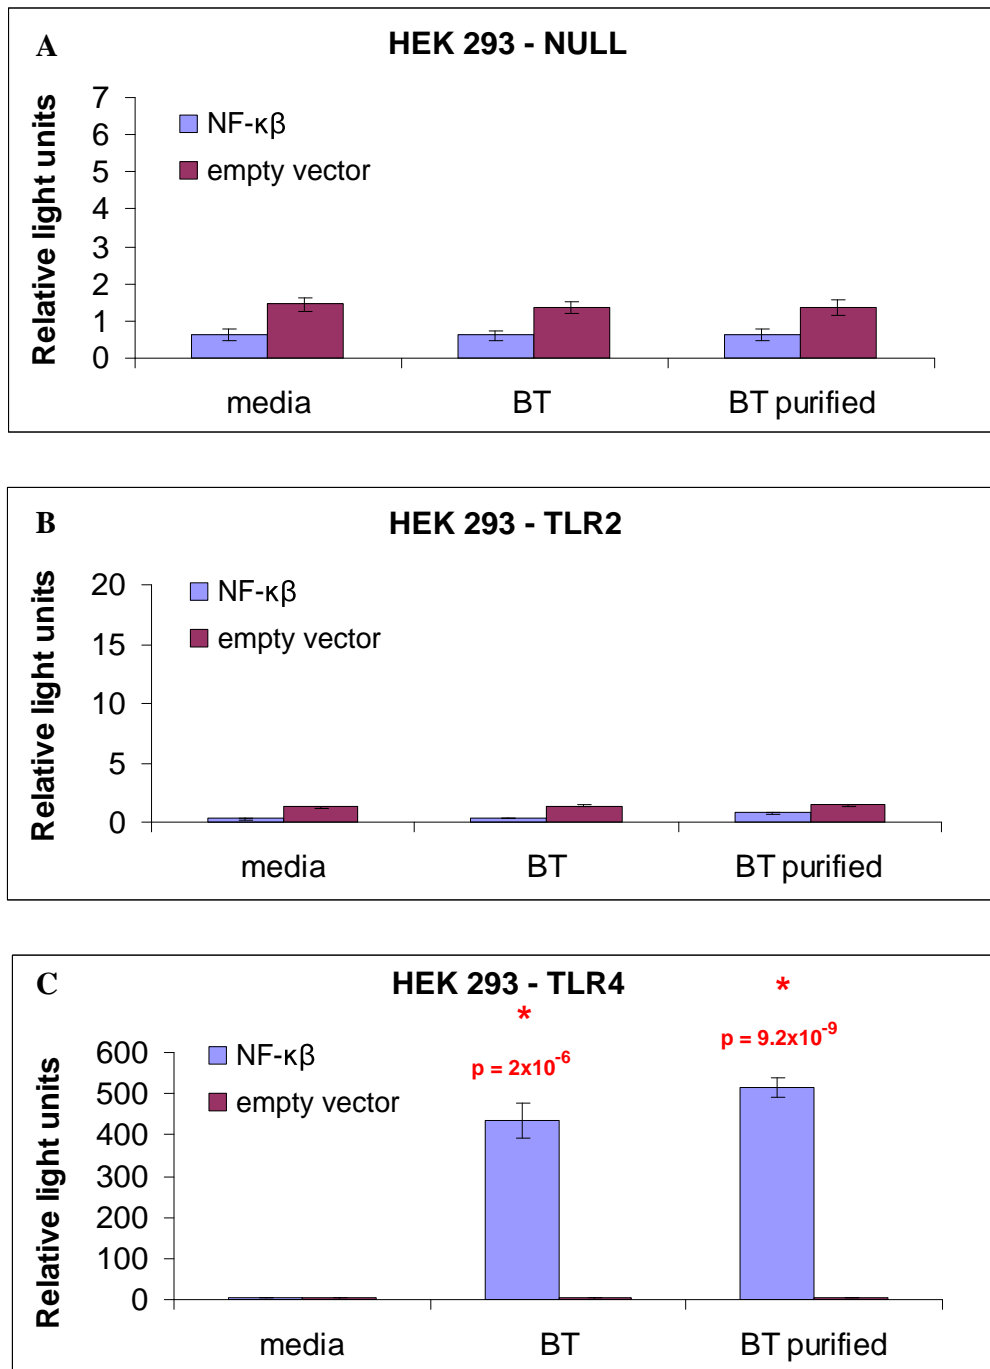 A
HEK 293 - NULL
Relative light units
7
6
5
4
3
2
1
0
NF-κβ
empty vector
media BT BT purified
B
HEK 293 - TLR2
Relative light units
20
15
10
5
0
NF-κβ
empty vector
media BT BT purified
C
HEK 293 - TLR4
Relative light units
600
500
400
300
200
100
0
NF-κβ
empty vector
*
p = 2x10⁻⁶
*
p = 9.2x10⁻⁹
media BT BT purified